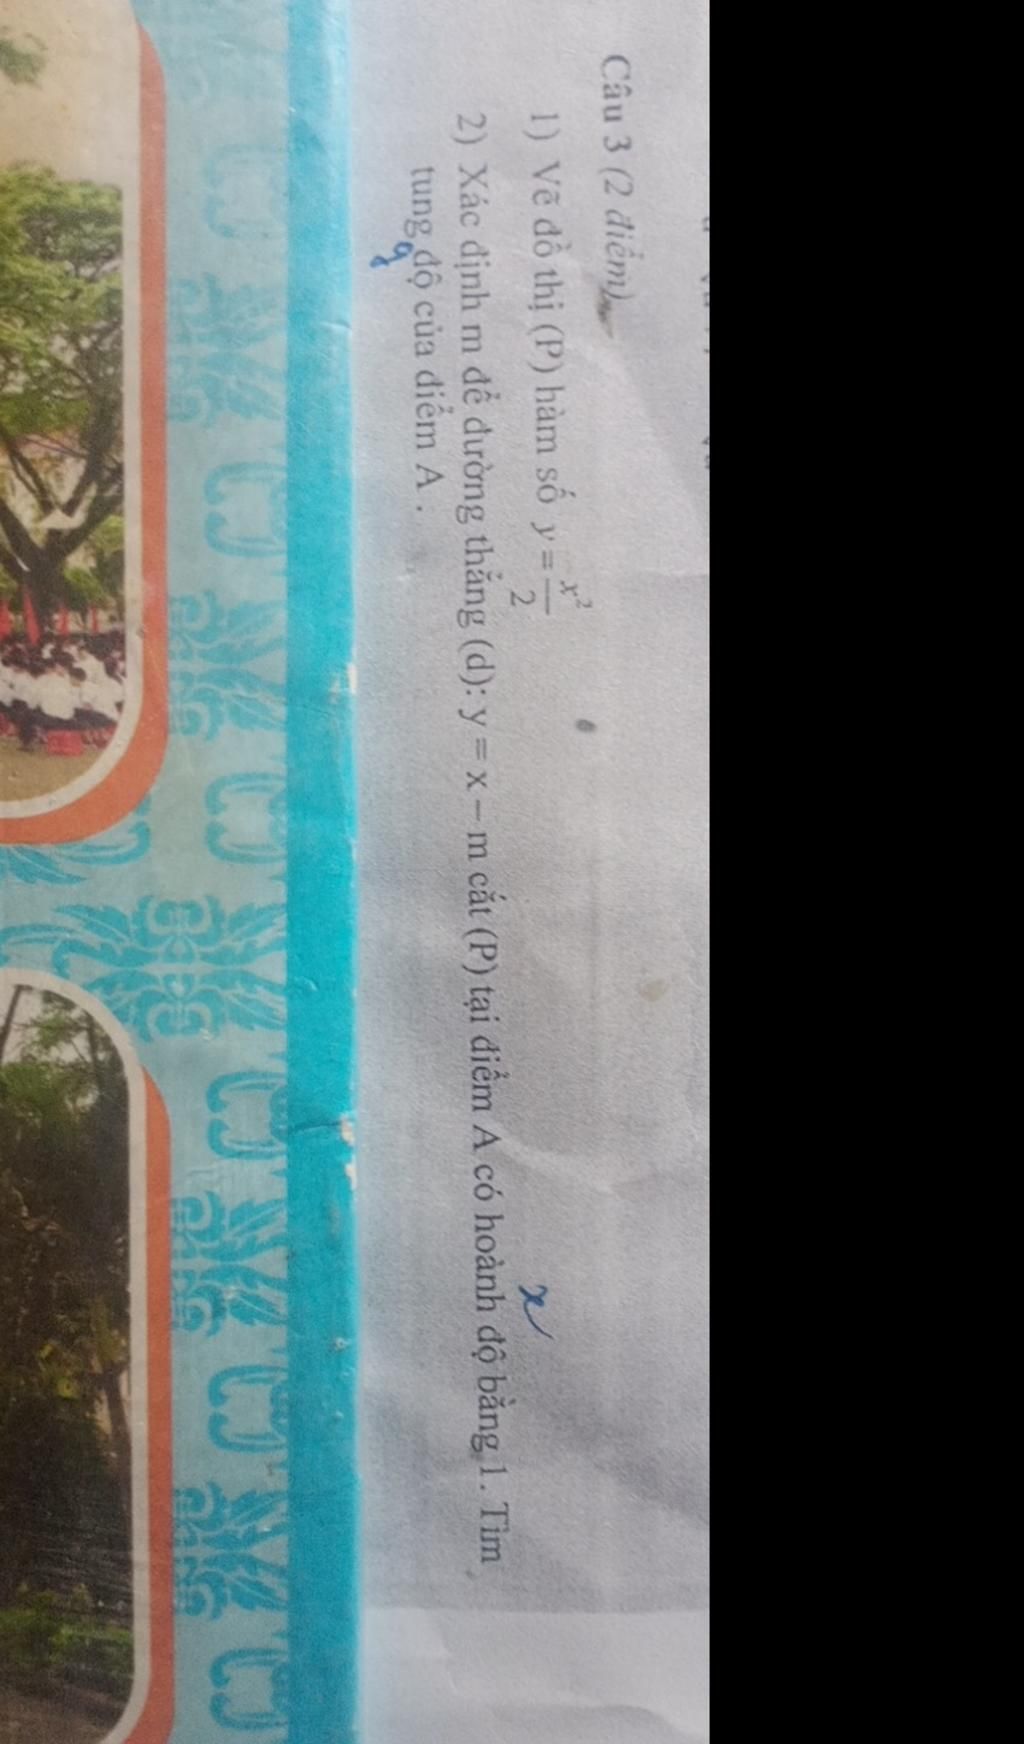 Câu 3 (2 điểm)
1) Vẽ đồ thị (P) hàm số y = x²/2
x
2) Xác định m để đường thẳng (d): y = x – m cắt (P) tại điểm A có hoành độ bằng 1. Tìm
tung độ của điểm A .
y